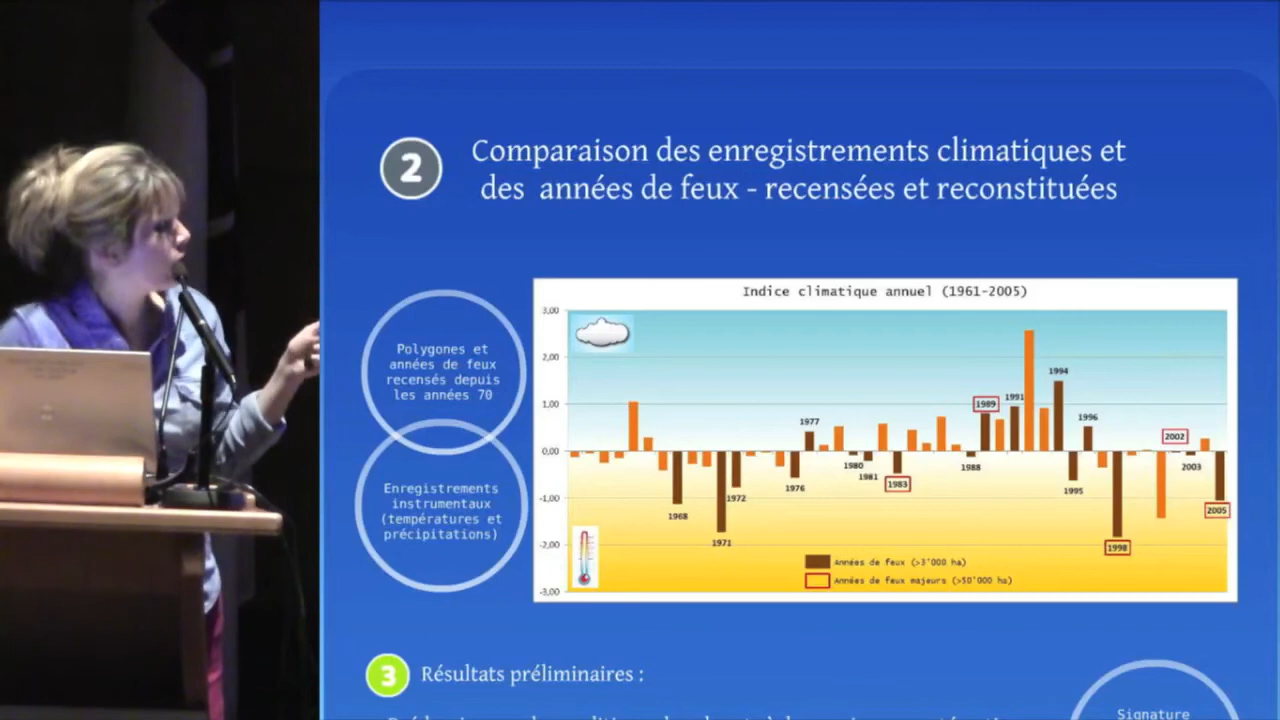 2
Comparaison des enregistrements climatiques et
des années de feux - recensées et reconstituées
Polygones et
années de feux
recensés depuis
les années 70
Enregistrements
instrumentaux
(températures et
précipitations)
Indice climatique annuel (1961-2005)
3,00
2,00
1,00
0,00
-1,00
-2,00
-3,00
1968
1971
1972
1976
1977
1980
1981
1983
1988
1989
1991
1994
1995
1996
1998
2002
2003
2005
Années de feux (>3'000 ha)
Années de feux majeurs (>50'000 ha)
3
Résultats préliminaires :
Signature